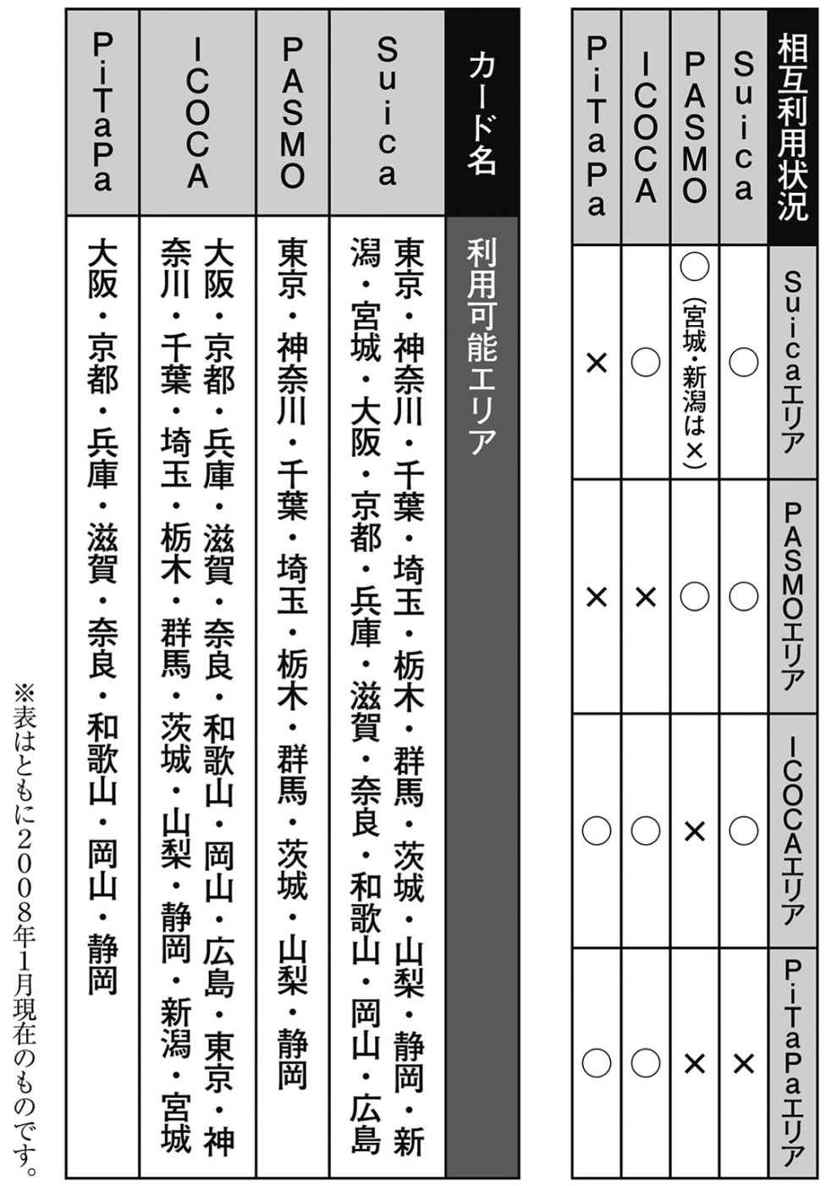 相互利用状況
Suicaエリア
PASMOエリア
ICOCAエリア
PiTaPaエリア
Suica
○
○
○
×
PASMO
○(宮城・新潟は×)
○
×
×
ICOCA
○
×
○
○
PiTaPa
×
×
○
○
カード名
利用可能エリア
Suica
東京・神奈川・千葉・埼玉・栃木・群馬・茨城・山梨・静岡・新
潟・宮城・大阪・京都・兵庫・滋賀・奈良・和歌山・岡山・広島
PASMO
東京・神奈川・千葉・埼玉・栃木・群馬・茨城・山梨・静岡
ICOCA
大阪・京都・兵庫・滋賀・奈良・和歌山・岡山・広島・東京・神
奈川・千葉・埼玉・栃木・群馬・茨城・山梨・静岡・新潟・宮城
PiTaPa
大阪・京都・兵庫・滋賀・奈良・和歌山・岡山・静岡
※表はともに2008年1月現在のものです。